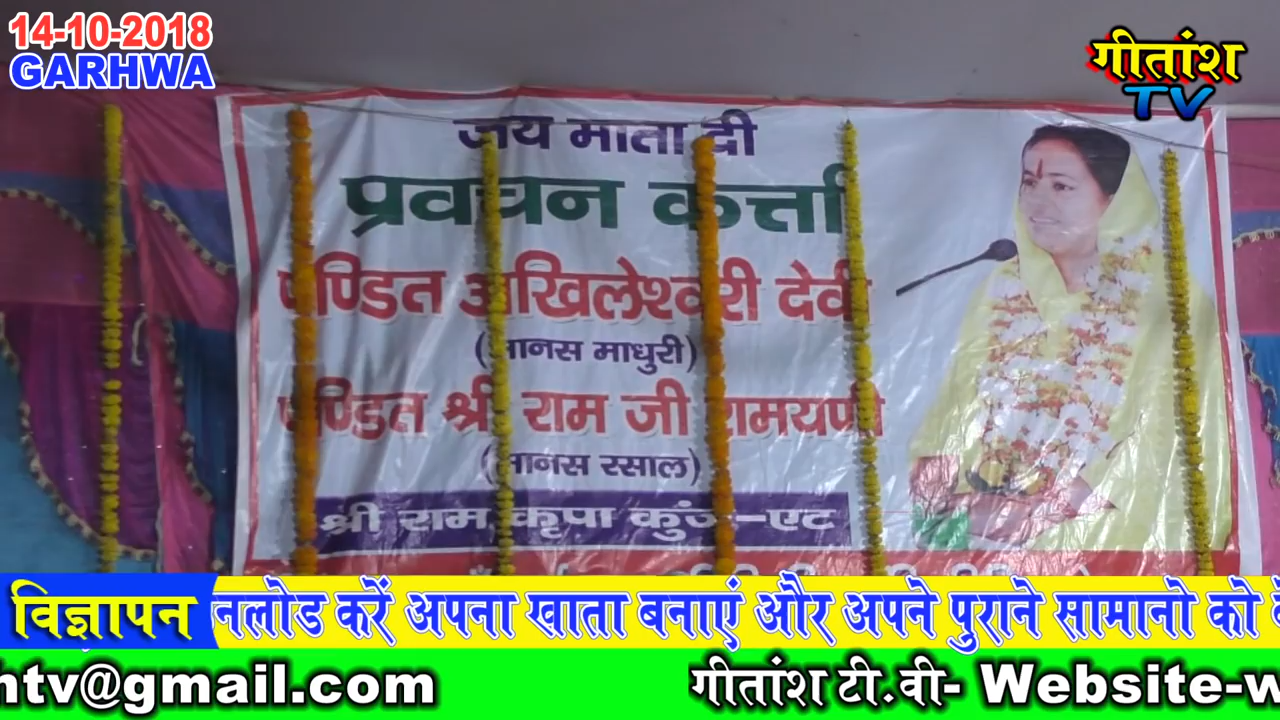 14-10-2018
GARHWA
गीतांश
TV
जय माता दी
प्रवचन कर्त्ता
पण्डित अखिलेश्वरी देवी
(मानस माधुरी)
पण्डित श्री राम जी रामयणी
(मानस रसाल)
श्री राम कृपा कुंज-एट
विज्ञापन
नलोड करें अपना खाता बनाएं और अपने पुराने सामानो को
htv@gmail.com गीतांश टी.वी- Website-w